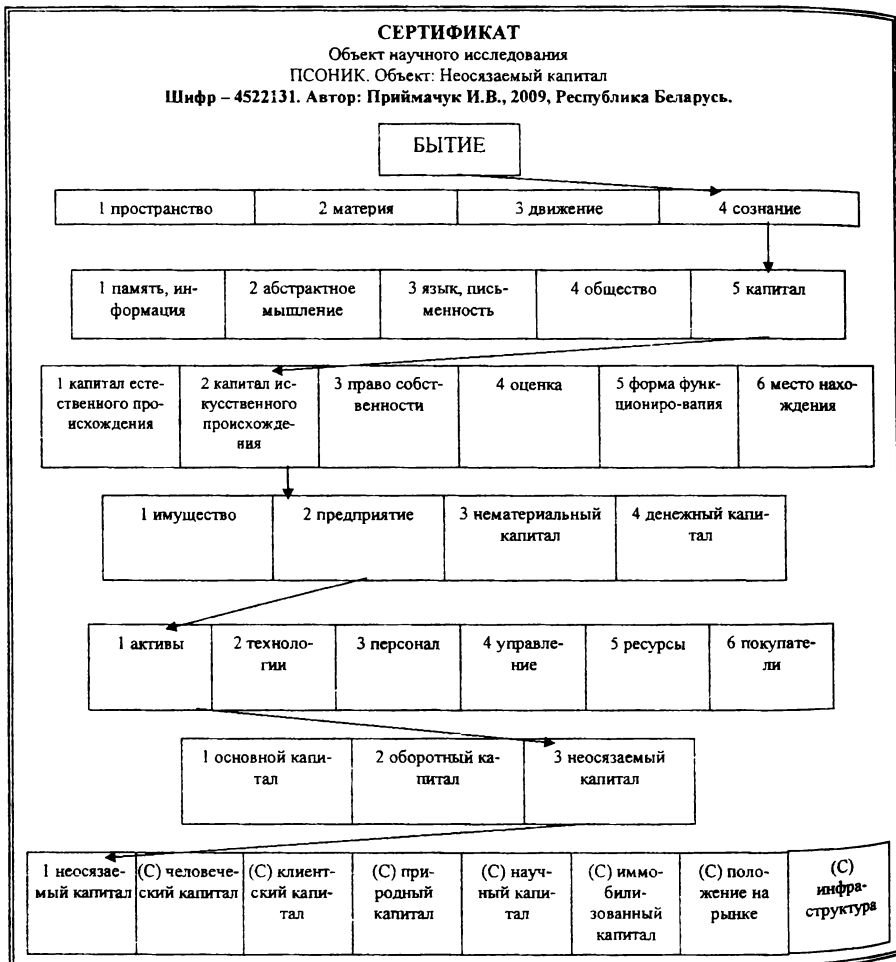 СЕРТИФИКАТ
Объект научного исследования
ПСОНИК. Объект: Неосязаемый капитал
Шифр – 4522131. Автор: Приймачук И.В., 2009, Республика Беларусь.
БЫТИЕ
1 пространство
2 материя
3 движение
4 сознание
1 память, ин-
формация
2 абстрактное
мышление
3 язык, пись-
менность
4 общество
5 капитал
1 капитал есте-
ственного про-
исхождения
2 капитал ис-
кусственного
происхожде-
ния
3 право собст-
венности
4 оценка
5 форма функ-
циониро-вапия
6 место нахо-
ждения
1 имущество
2 предприятие
3 нематериальный
капитал
4 денежный капи-
тал
1 активы
2 техноло-
гии
3 персонал
4 управле-
ние
5 ресурсы
6 покупате-
ли
1 основной капи-
тал
2 оборотный ка-
питал
3 неосязаемый
капитал
1 неосязае-
мый капитал
(С) человече-
ский капитал
(С) клиент-
ский капи-
тал
(С) при-
родный
капитал
(С) науч-
ный капи-
тал
(С) иммо-
били-
зованный
капитал
(С) поло-
жение на
рынке
(С)
инфра-
структура